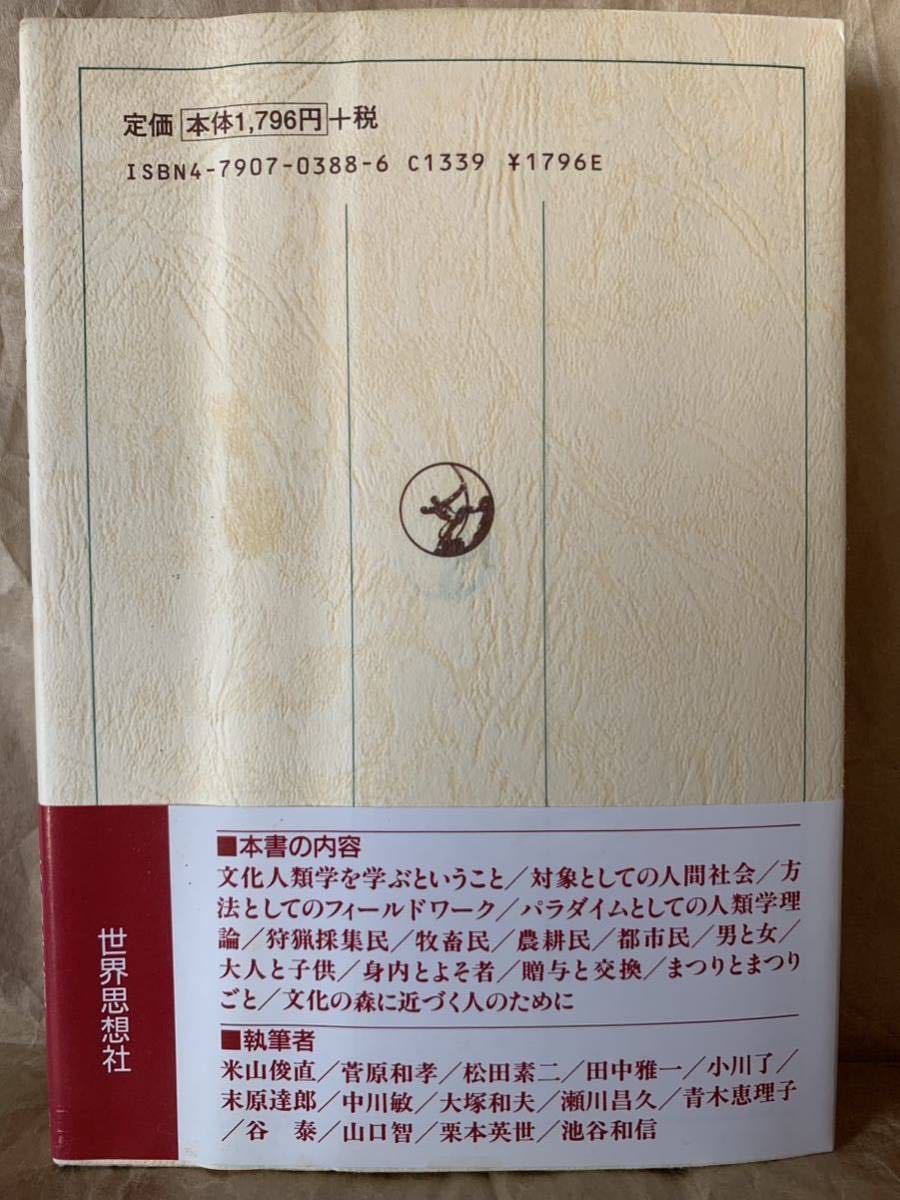 定価 本体1,796円+税
ISBN4-7907-0388-6 C1339 ¥1796E
■本書の内容
文化人類学を学ぶということ/対象としての人間社会/方
法としてのフィールドワーク/パラダイムとしての人類学理
論/狩猟採集民/牧畜民/農耕民/都市民/男と女/
大人と子供/身内とよそ者/贈与と交換/まつりとまつり
ごと/文化の森に近づく人のために
■執筆者
米山俊直/菅原和孝/松田素二/田中雅一/小川了/
末原達郎/中川敏/大塚和夫/瀬川昌久/青木恵理子
/谷 泰/山口智/栗本英世/池谷和信
世界思想社